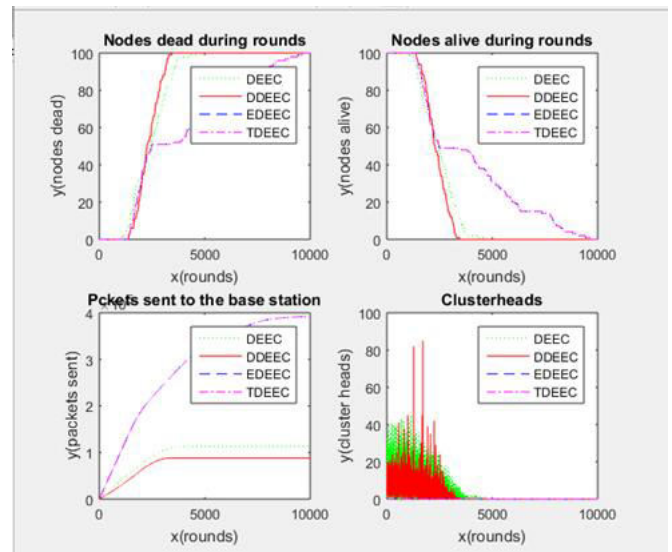 Nodes dead during rounds
100
80
60
40
20
0
y(nodes dead)
DEEC
DDEEC
EDEEC
TDEEC
0 5000 10000
x(rounds)
Nodes alive during rounds
100
80
60
40
20
0
y(nodes alive)
DEEC
DDEEC
EDEEC
TDEEC
0 5000 10000
x(rounds)
Pckets sent to the base station
4
3
2
1
0
y(packets sent)
DEEC
DDEEC
EDEEC
TDEEC
0 5000 10000
x(rounds)
Clusterheads
100
80
60
40
20
0
y(cluster heads)
DEEC
DDEEC
EDEEC
TDEEC
0 5000 10000
x(rounds)